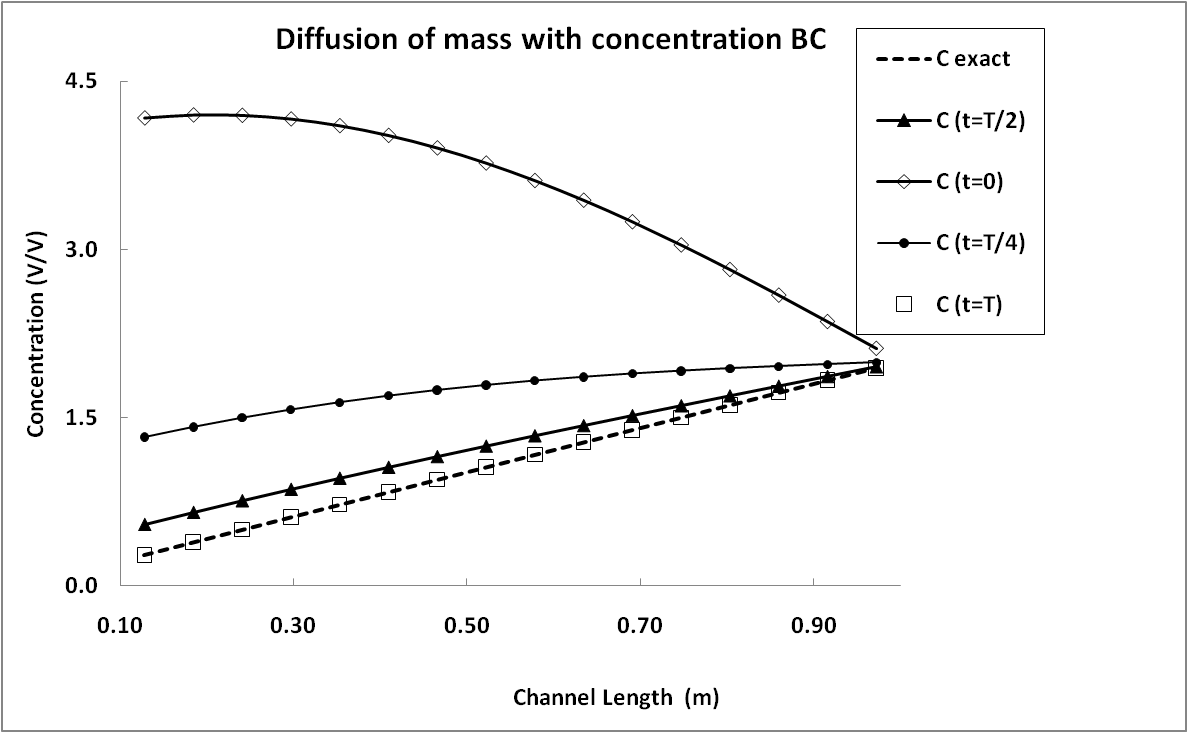 Diffusion of mass with concentration BC
C exact
C (t=T/2)
C (t=0)
C (t=T/4)
C (t=T)
4.5
3.0
1.5
0.0
Concentration (V/V)
0.10
0.30
0.50
0.70
0.90
Channel Length (m)